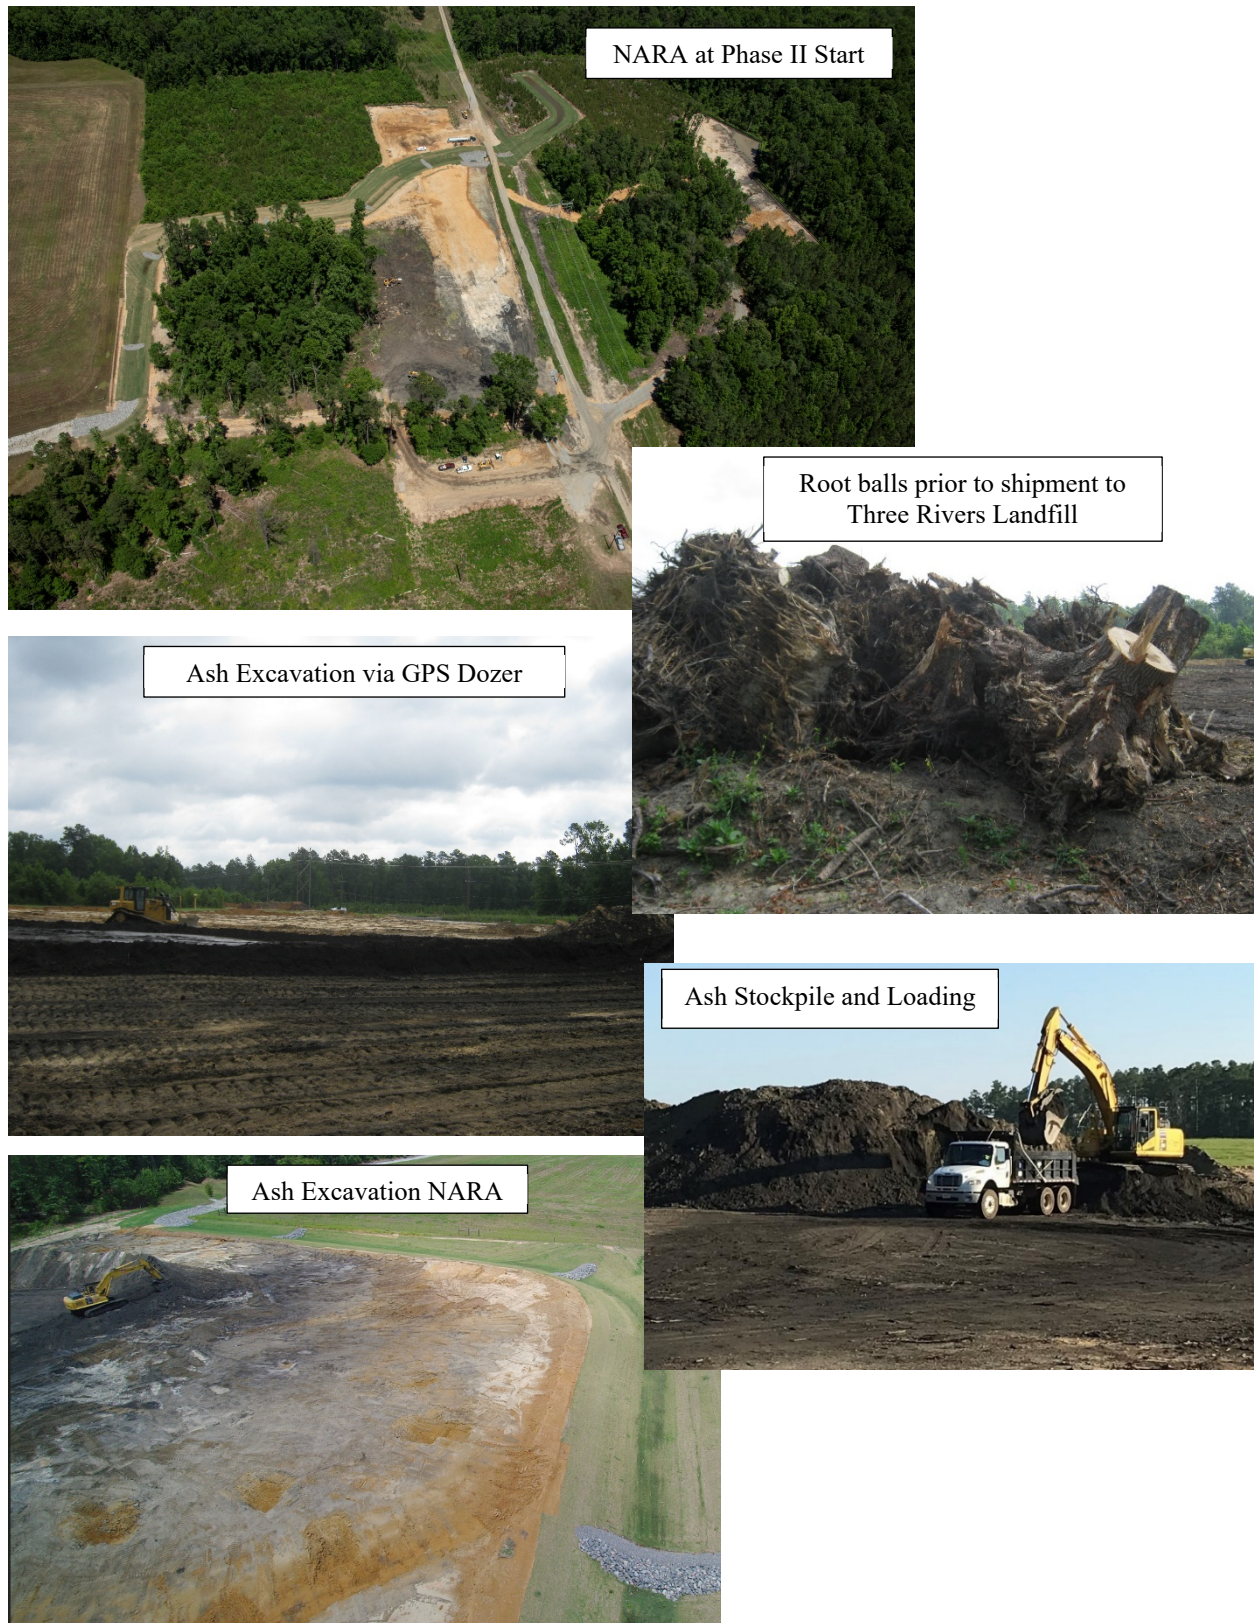 NARA at Phase II Start
Root balls prior to shipment to
Three Rivers Landfill
Ash Excavation via GPS Dozer
Ash Stockpile and Loading
Ash Excavation NARA